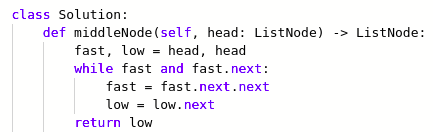 class Solution:
    def middleNode(self, head: ListNode) -> ListNode:
        fast, low = head, head
        while fast and fast.next:
            fast = fast.next.next
            low = low.next
        return low